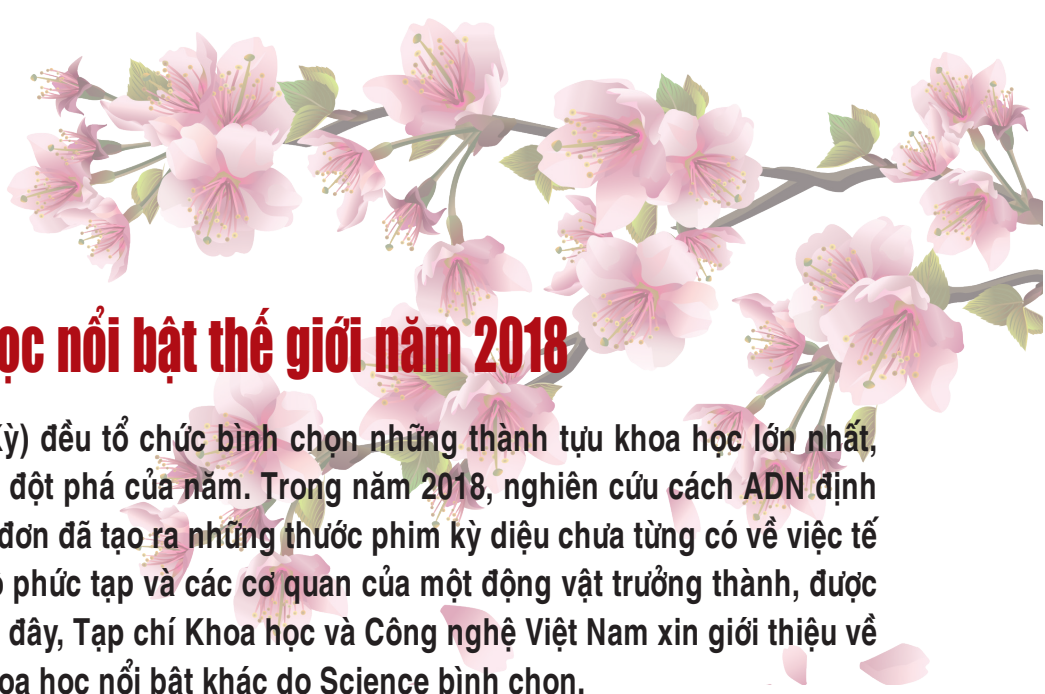 ọc nổi bật thế giới năm 2018
Kỳ) đều tổ chức bình chọn những thành tựu khoa học lớn nhất,
đột phá của năm. Trong năm 2018, nghiên cứu cách ADN định
đơn đã tạo ra những thước phim kỳ diệu chưa từng có về việc tế
phức tạp và các cơ quan của một động vật trưởng thành, được
đây, Tạp chí Khoa học và Công nghệ Việt Nam xin giới thiệu về
oa học nổi bật khác do Science bình chọn.